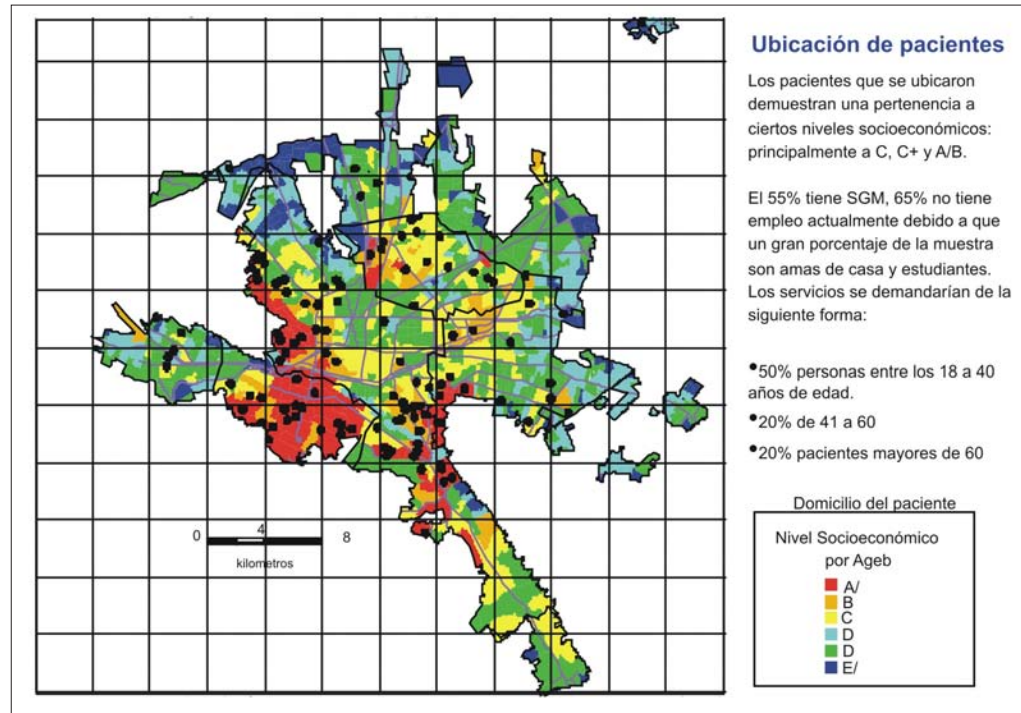 Ubicación de pacientes
Los pacientes que se ubicaron
demuestran una pertenencia a
ciertos niveles socioeconómicos:
principalmente a C, C+ y A/B.
El 55% tiene SGM, 65% no tiene
empleo actualmente debido a que
un gran porcentaje de la muestra
son amas de casa y estudiantes.
Los servicios se demandarían de la
siguiente forma:
•50% personas entre los 18 a 40
años de edad.
•20% de 41 a 60
•20% pacientes mayores de 60
Domicilio del paciente
Nivel Socioeconómico
por Ageb
A/
B
C
D
D
E/
0 4 8
kilometros